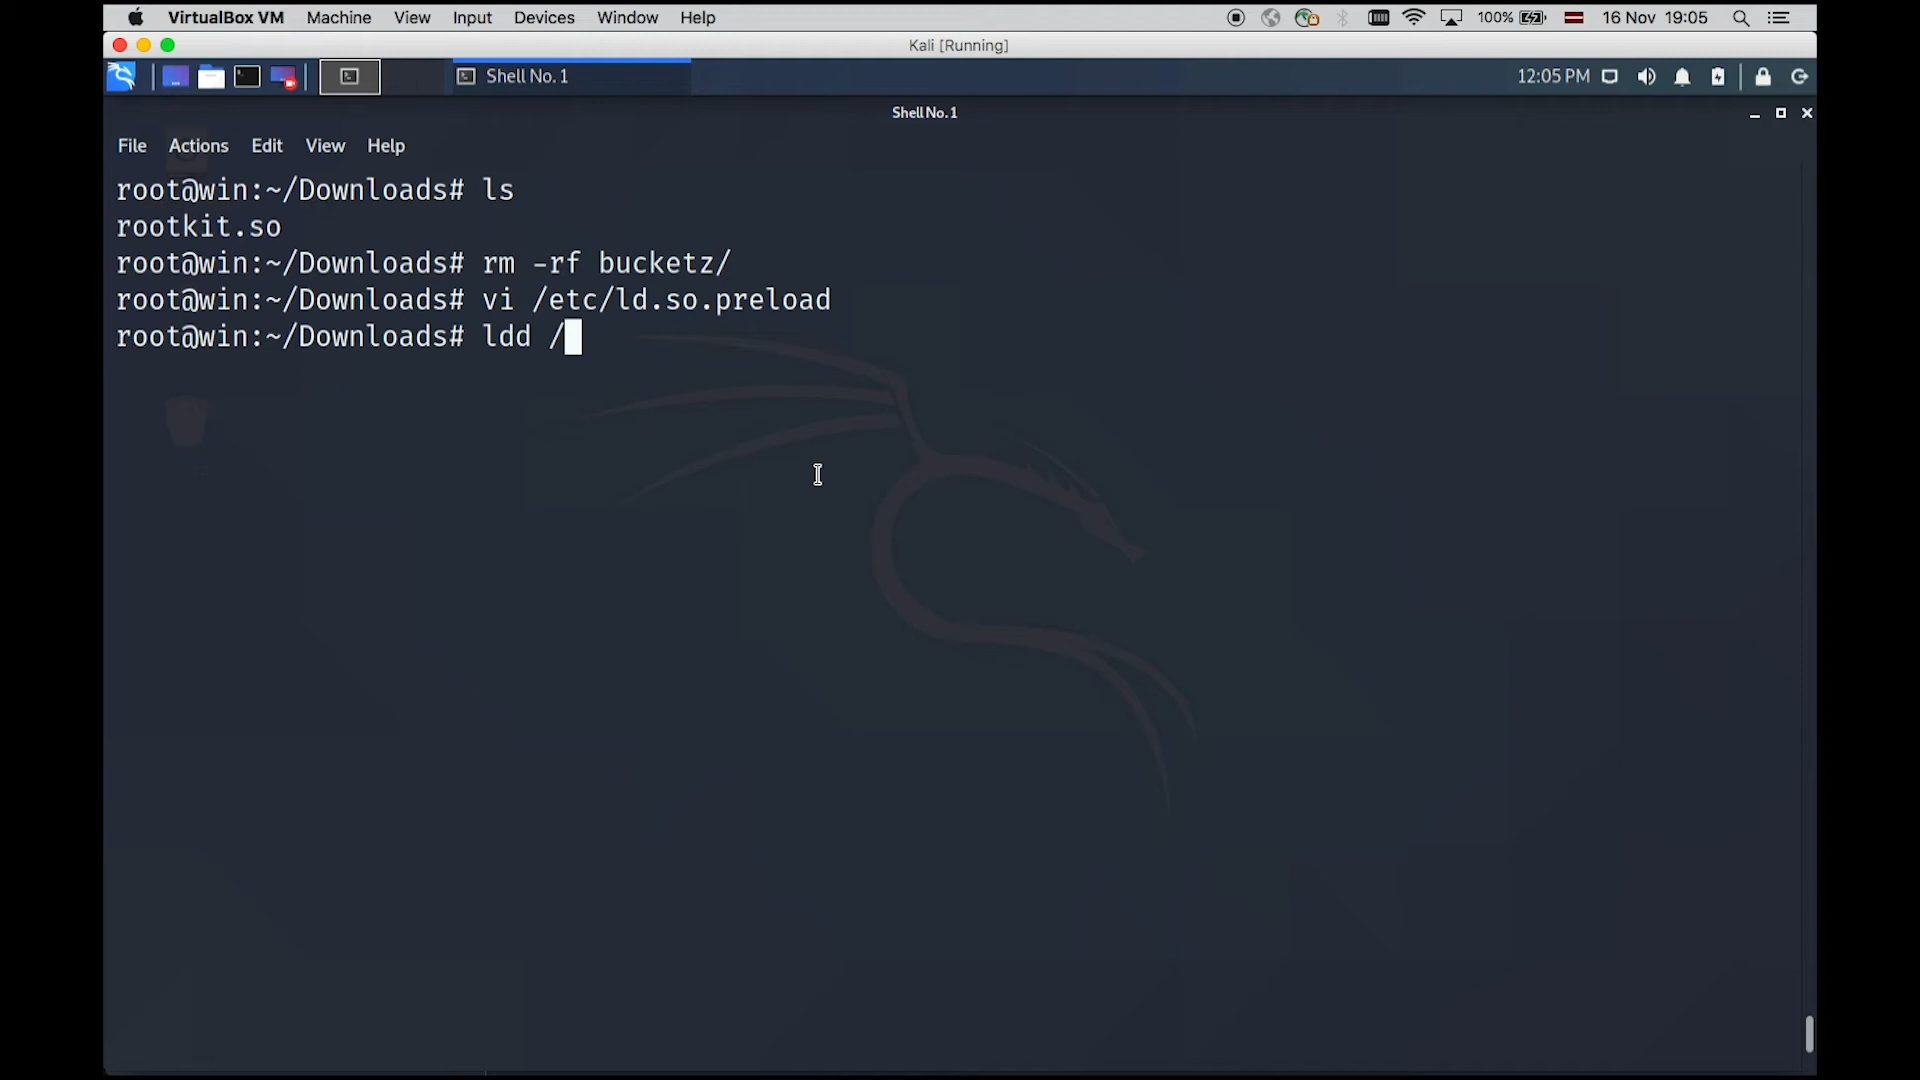 VirtualBox VM Machine View Input Devices Window Help 100% 16 Nov 19:05
Kali [Running]
Shell No. 1 12:05 PM
Shell No. 1
File Actions Edit View Help
root@win:~/Downloads# ls
rootkit.so
root@win:~/Downloads# rm -rf bucketz/
root@win:~/Downloads# vi /etc/ld.so.preload
root@win:~/Downloads# ldd /